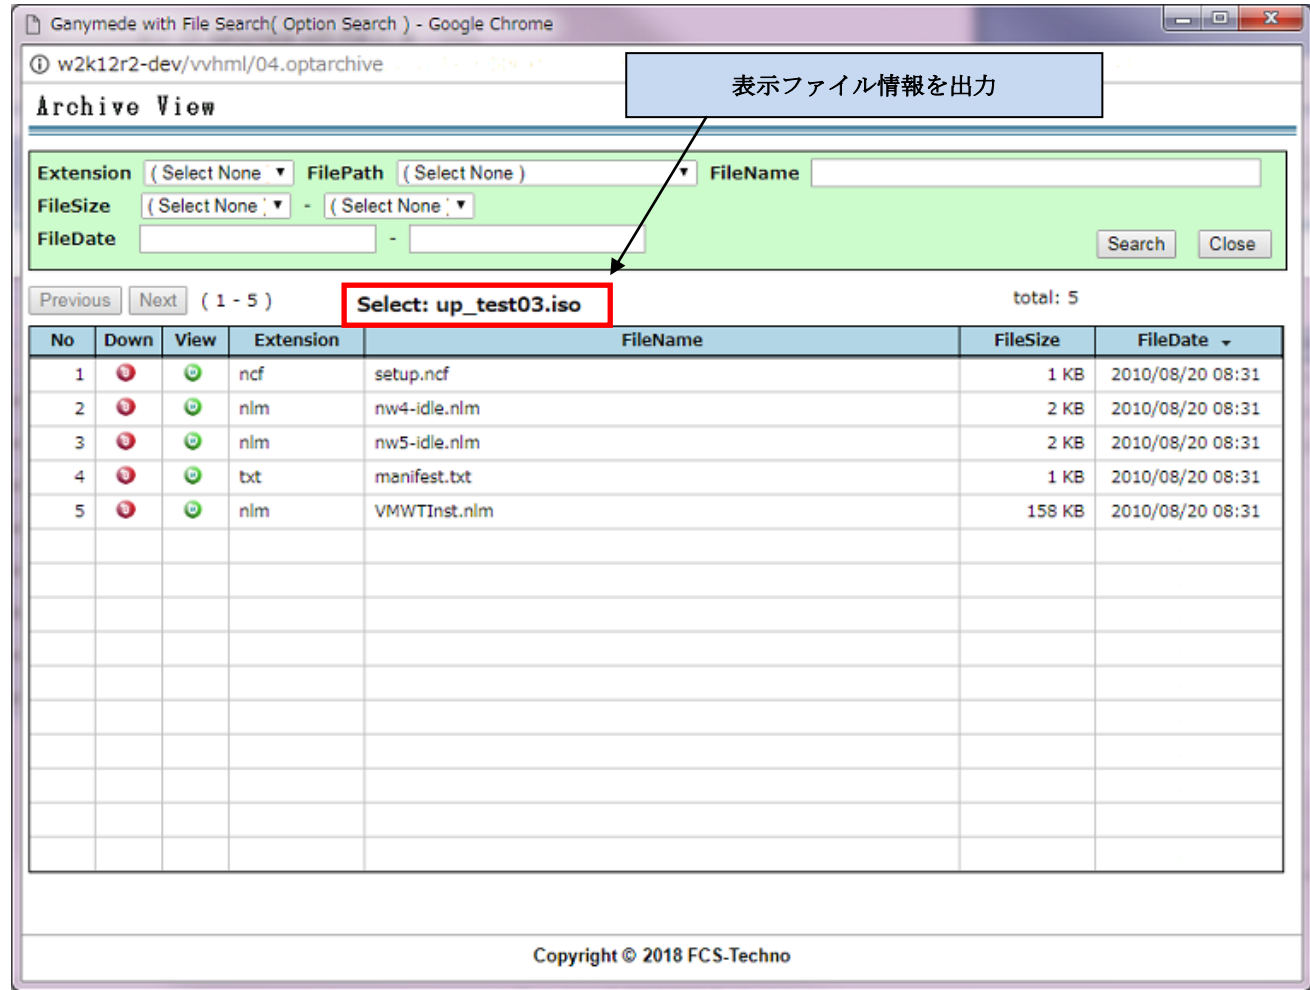 Ganymede with File Search( Option Search ) - Google Chrome
w2k12r2-dev/vvhml/04.optarchive
表示ファイル情報を出力
Archive View
Extension ( Select None ▼ FilePath ( Select None ) ▼ FileName
FileSize ( Select None ▼ - ( Select None ▼
FileDate - Search Close
Previous Next ( 1 - 5 ) Select: up_test03.iso total: 5
No Down View Extension FileName FileSize FileDate
1 ncf setup.ncf 1 KB 2010/08/20 08:31
2 nlm nw4-idle.nlm 2 KB 2010/08/20 08:31
3 nlm nw5-idle.nlm 2 KB 2010/08/20 08:31
4 txt manifest.txt 1 KB 2010/08/20 08:31
5 nlm VMWTInst.nlm 158 KB 2010/08/20 08:31
Copyright © 2018 FCS-Techno